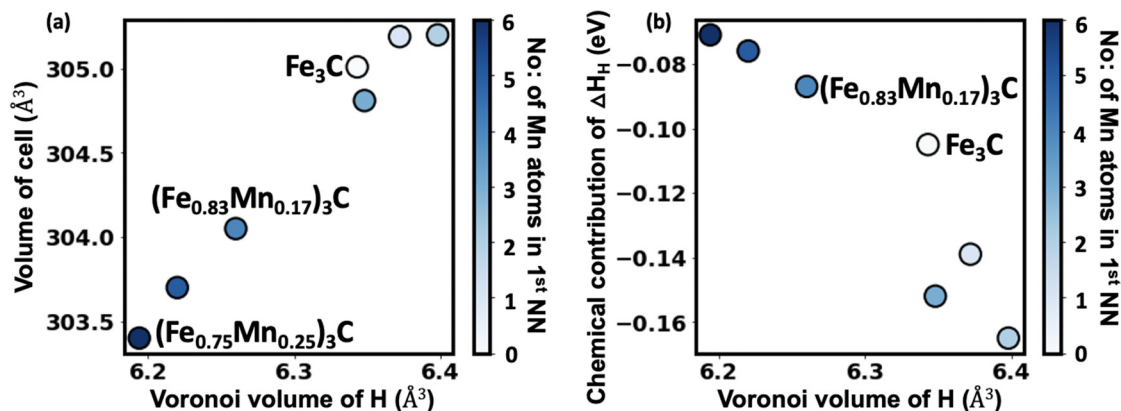 (a)
Volume of cell (Å³)
305.0
304.5
304.0
303.5
Fe₃C
(Fe₀.₈₃Mn₀.₁₇)₃C
(Fe₀.₇₅Mn₀.₂₅)₃C
6.2
6.3
6.4
Voronoi volume of H (Å³)
6
5
4
3
2
1
0
No: of Mn atoms in 1ˢᵗ NN
(b)
Chemical contribution of ΔH_H (eV)
−0.08
−0.10
−0.12
−0.14
−0.16
(Fe₀.₈₃Mn₀.₁₇)₃C
Fe₃C
6.2
6.3
6.4
Voronoi volume of H (Å³)
6
5
4
3
2
1
0
No: of Mn atoms in 1ˢᵗ NN